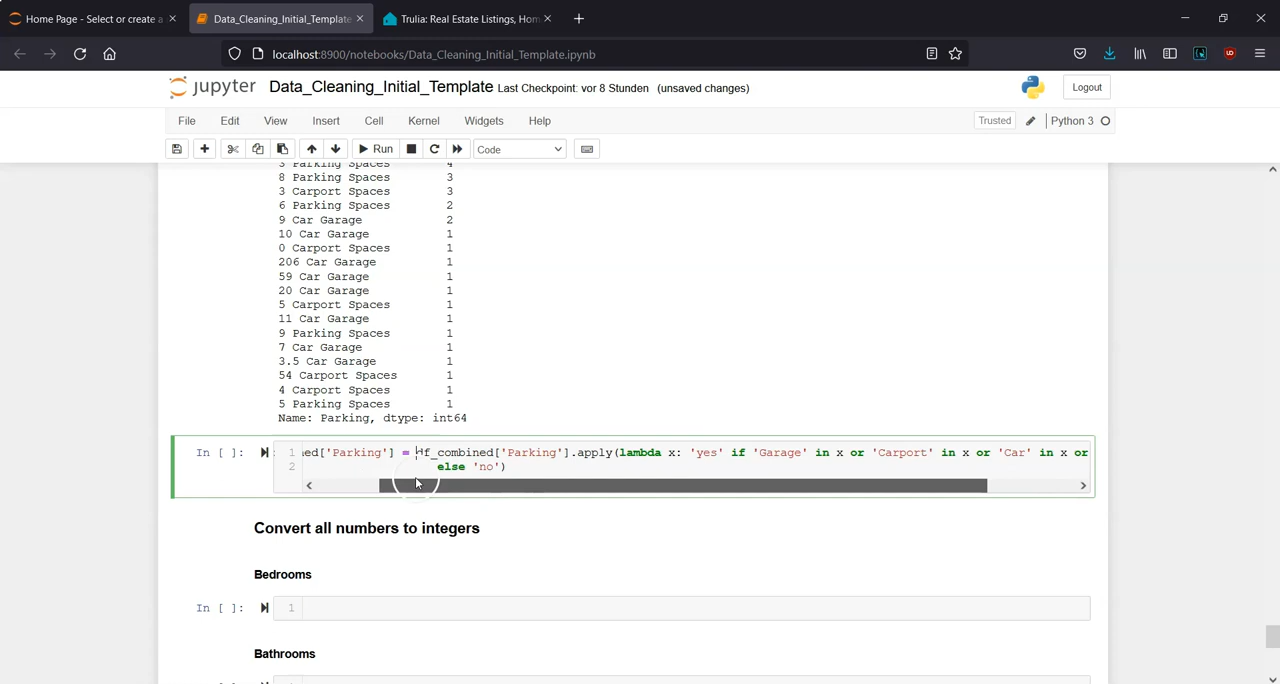 Home Page - Select or create a
Data_Cleaning_Initial_Template
Trulia: Real Estate Listings, Hom
localhost:8900/notebooks/Data_Cleaning_Initial_Template.ipynb
jupyter Data_Cleaning_Initial_Template Last Checkpoint: vor 8 Stunden (unsaved changes)
Logout
File Edit View Insert Cell Kernel Widgets Help
Trusted Python 3
Run Code
3 Parking Spaces 4
8 Parking Spaces 3
3 Carport Spaces 3
6 Parking Spaces 2
9 Car Garage 2
10 Car Garage 1
0 Carport Spaces 1
206 Car Garage 1
59 Car Garage 1
20 Car Garage 1
5 Carport Spaces 1
11 Car Garage 1
9 Parking Spaces 1
7 Car Garage 1
3.5 Car Garage 1
54 Carport Spaces 1
4 Carport Spaces 1
5 Parking Spaces 1
Name: Parking, dtype: int64
In [ ]: 1 ned['Parking'] = df_combined['Parking'].apply(lambda x: 'yes' if 'Garage' in x or 'Carport' in x or 'Car' in x or
2 else 'no')
Convert all numbers to integers
Bedrooms
In [ ]: 1
Bathrooms